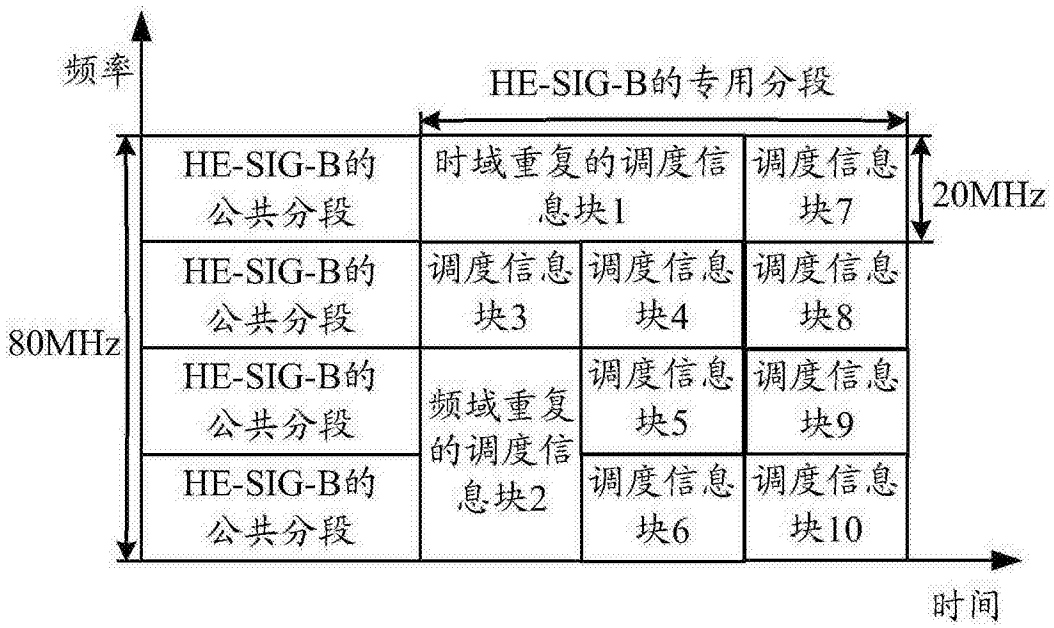 频率
HE-SIG-B的专用分段
HE-SIG-B的
公共分段
时域重复的调度信
息块1
调度信息
块7
20MHz
HE-SIG-B的
公共分段
调度信息
块3
调度信息
块4
调度信息
块8
80MHz
HE-SIG-B的
公共分段
频域重复
的调度信
息块2
调度信息
块5
调度信息
块9
HE-SIG-B的
公共分段
调度信息
块6
调度信息
块10
时间